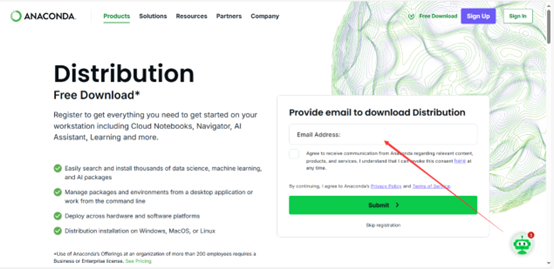 ANACONDA.
Products
Solutions
Resources
Partners
Company
Free Download
Sign Up
Sign In
Distribution
Free Download*
Register to get everything you need to get started on your
workstation including Cloud Notebooks, Navigator, AI
Assistant, Learning and more.
Easily search and install thousands of data science, machine learning,
and AI packages
Manage packages and environments from a desktop application or
work from the command line
Deploy across hardware and software platforms
Distribution installation on Windows, MacOS, or Linux
*Use of Anaconda's Offerings at an organization of more than 200 employees requires a
Business or Enterprise license. See Pricing
Provide email to download Distribution
Email Address:
Agree to receive communication from Anaconda regarding relevant content,
products, and services. I understand that I can revoke this consent here at
any time.
By continuing, I agree to Anaconda's Privacy Policy and Terms of Service.
Submit
Skip registration